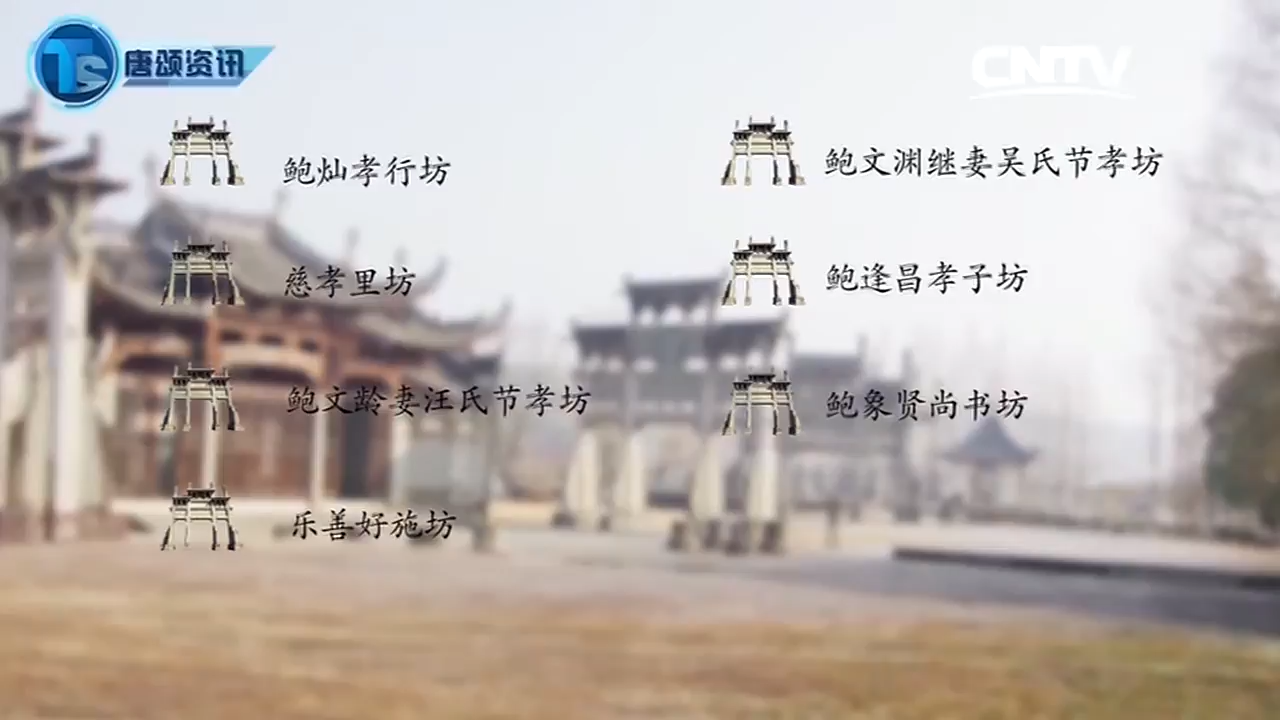 Ts 唐颂资讯
CNTV
鲍灿孝行坊
慈孝里坊
鲍文龄妻汪氏节孝坊
乐善好施坊
鲍文渊继妻吴氏节孝坊
鲍逢昌孝子坊
鲍象贤尚书坊